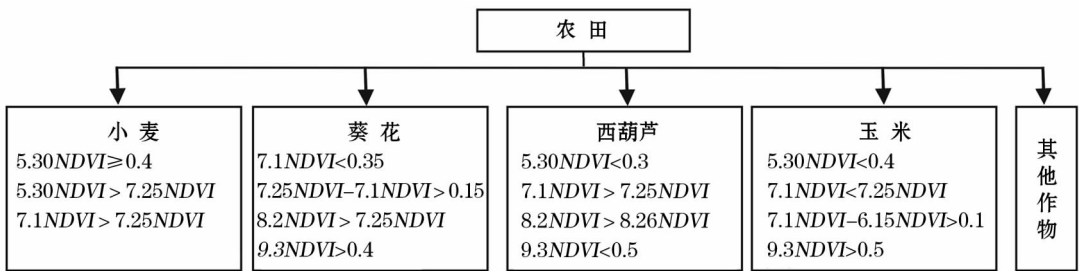 农 田
小 麦
5.30NDVI≥0.4
5.30NDVI>7.25NDVI
7.1NDVI>7.25NDVI
葵 花
7.1NDVI<0.35
7.25NDVI-7.1NDVI>0.15
8.2NDVI>7.25NDVI
9.3NDVI>0.4
西葫芦
5.30NDVI<0.3
7.1NDVI>7.25NDVI
8.2NDVI>8.26NDVI
9.3NDVI<0.5
玉 米
5.30NDVI<0.4
7.1NDVI<7.25NDVI
7.1NDVI-6.15NDVI>0.1
9.3NDVI>0.5
其他作物